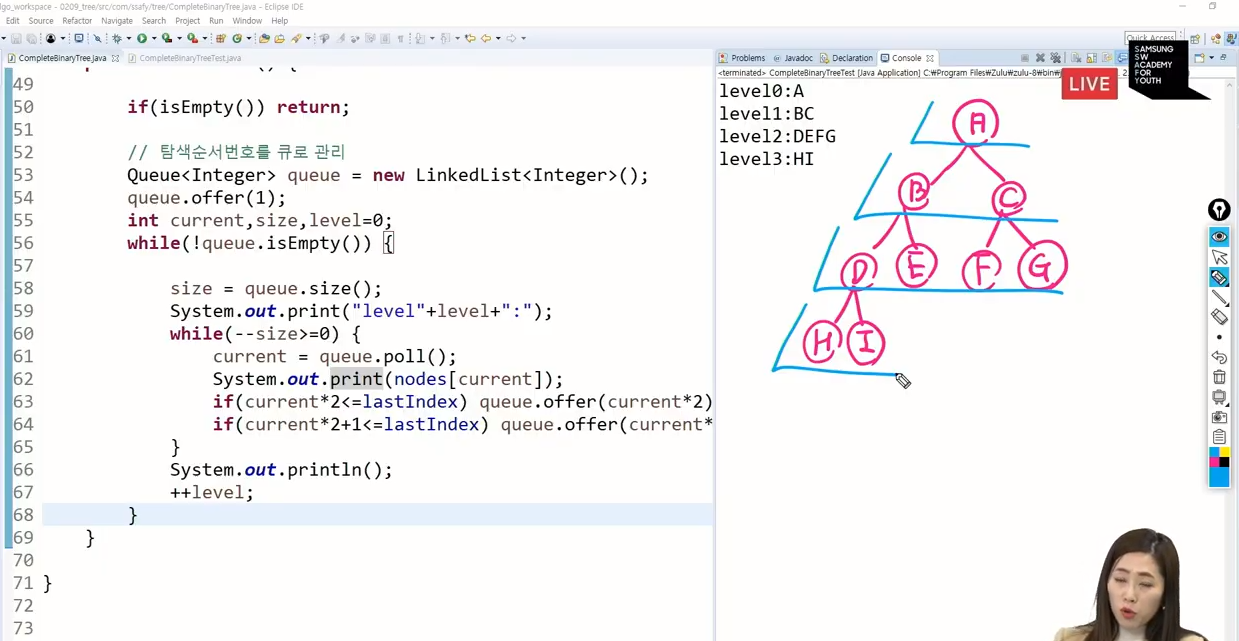 lgo_workspace - 0209_tree/src/com/ssafy/tree/CompleteBinaryTree.java - Eclipse IDE
Edit Source Refactor Navigate Search Project Run Window Help
Quick Access
CompleteBinaryTree.java CompleteBinaryTreeTest.java
Problems Javadoc Declaration Console
<terminated> CompleteBinaryTreeTest [Java Application] C:\Program Files\Zulu\zulu-8\bin\j
SAMSUNG
SW
ACADEMY
FOR
YOUTH
LIVE
49
50 if(isEmpty()) return;
51
52 // 탐색순서번호를 큐로 관리
53 Queue<Integer> queue = new LinkedList<Integer>();
54 queue.offer(1);
55 int current,size,level=0;
56 while(!queue.isEmpty()) {
57
58 size = queue.size();
59 System.out.print("level"+level+":");
60 while(--size>=0) {
61 current = queue.poll();
62 System.out.print(nodes[current]);
63 if(current*2<=lastIndex) queue.offer(current*2)
64 if(current*2+1<=lastIndex) queue.offer(current*
65 }
66 System.out.println();
67 ++level;
68 }
69 }
70
71 }
72
73
level0:A
level1:BC
level2:DEFG
level3:HI
A
B C
D E F G
H I